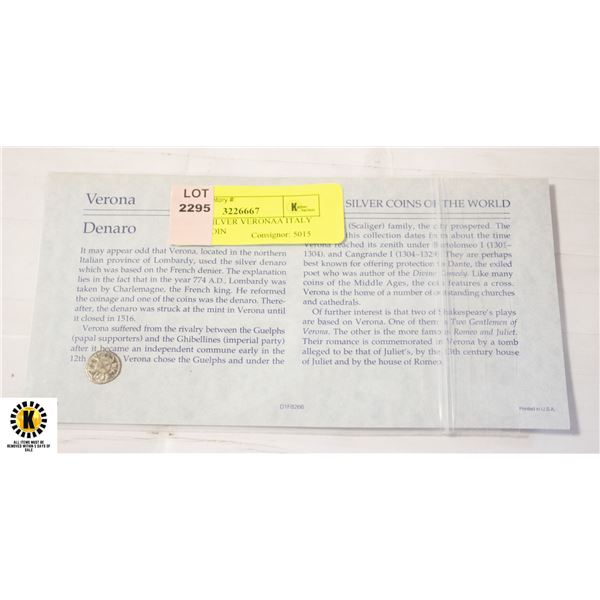 Verona
LOT
2295
3226667
SILVER VERONAA ITALY
COIN
Consignor: 5015
SILVER COINS OF THE WORLD
Denaro
It may appear odd that Verona, located in the northern
Italian province of Lombardy, used the silver denaro
which was based on the French denier. The explanation
lies in the fact that in the year 774 A.D., Lombardy was
taken by Charlemagne, the French king. He reformed
the coinage and one of the coins was the denaro. There-
after, the denaro was struck at the mint in Verona until
it closed in 1516.
Verona suffered from the rivalry between the Guelphs
(papal supporters) and the Ghibellines (imperial party)
after it became an independent commune early in the
12th Verona chose the Guelphs and under the
(Scaliger) family, the city prospered. The
this collection dates from about the time
Verona reached its zenith under Bartolomeo I (1301–
1304), and Cangrande I (1304–1329). They are perhaps
best known for offering protection to Dante, the exiled
poet who was author of the Divine Comedy. Like many
coins of the Middle Ages, the coin features a cross.
Verona is the home of a number of outstanding churches
and cathedrals.
Of further interest is that two of Shakespeare's plays
are based on Verona. One of them is Two Gentlemen of
Verona. The other is the more famous Romeo and Juliet.
Their romance is commemorated in Verona by a tomb
alleged to be that of Juliet's, by the 13th century house
of Juliet and by the house of Romeo.
D1F8266
Printed in U.S.A.
K
ALL ITEMS MUST BE
REMOVED WITHIN 5 DAYS OF
SALE